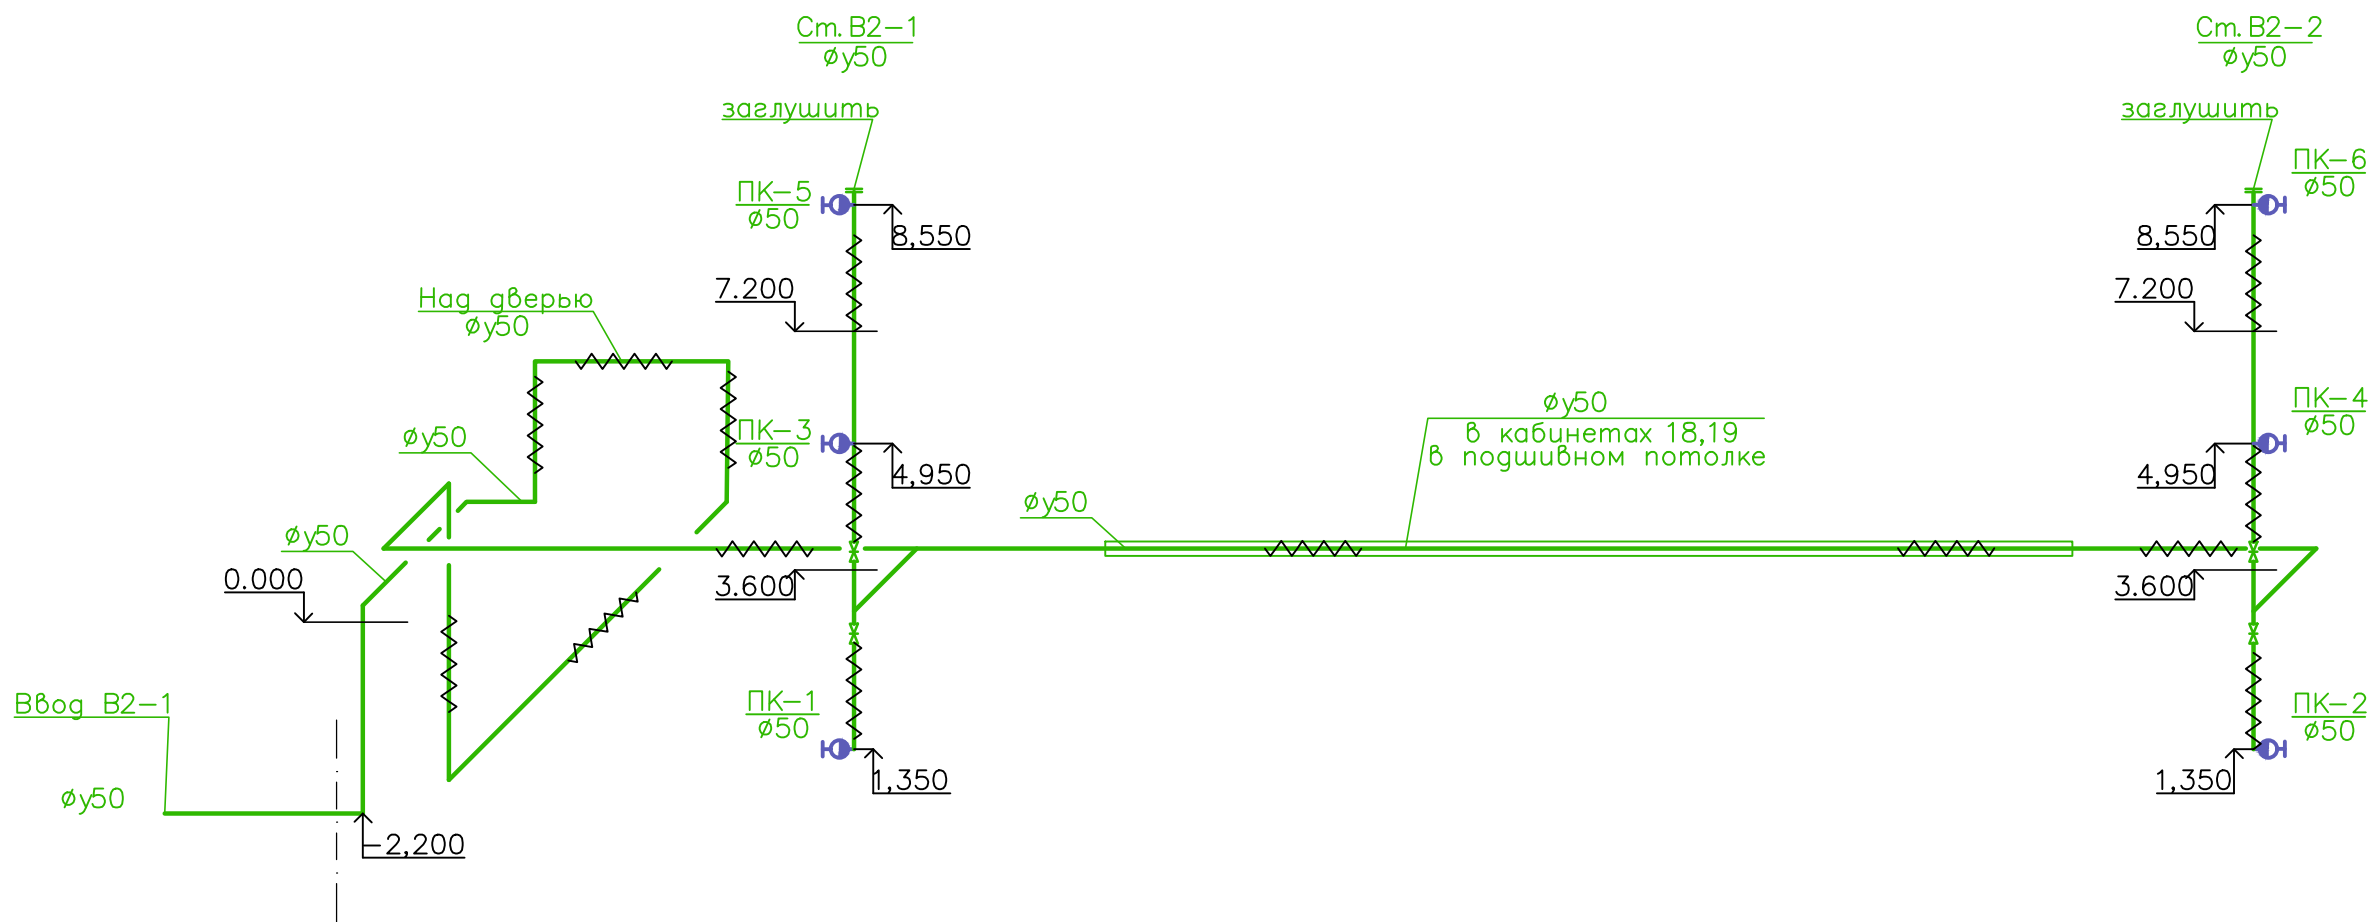 Ст. В2-1
øу50
Ст. В2-2
øу50
заглушить
заглушить
ПК-5
ø50
8,550
7.200
ПК-6
ø50
8,550
7.200
Над дверью
øу50
øу50
ПК-3
ø50
4,950
øу50
в кабинетах 18,19
в подшивном потолке
ПК-4
ø50
4,950
øу50
øу50
0.000
3.600
3.600
Ввод В2-1
øу50
-2,200
ПК-1
ø50
1,350
ПК-2
ø50
1,350